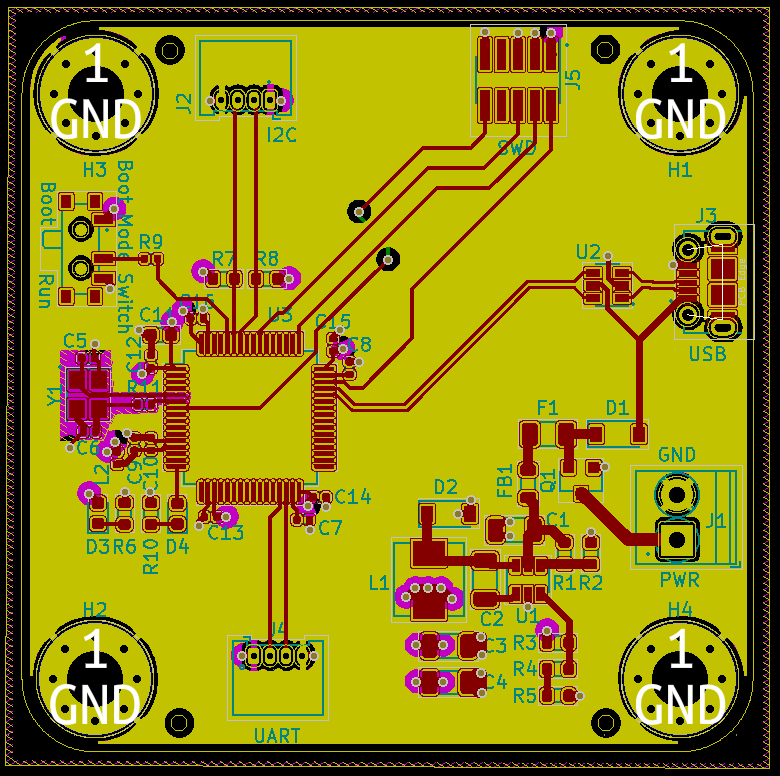 1
GND
H3
J2
I2C
J5
SWD
1
GND
H1
Boot
Run
Boot Mode Switch
R9
R7
R8
U2
J3
USB
C1
U3
C15
C12
C5
Y1
R11
C6
C9
C10
D3
R6
R10
D4
C13
C14
C7
F1
D1
GND
FB1
Q1
D2
C1
J1
PWR
L1
R1
R2
C2
U1
R3
C3
R4
C4
R5
H2
1
GND
J4
UART
H4
1
GND